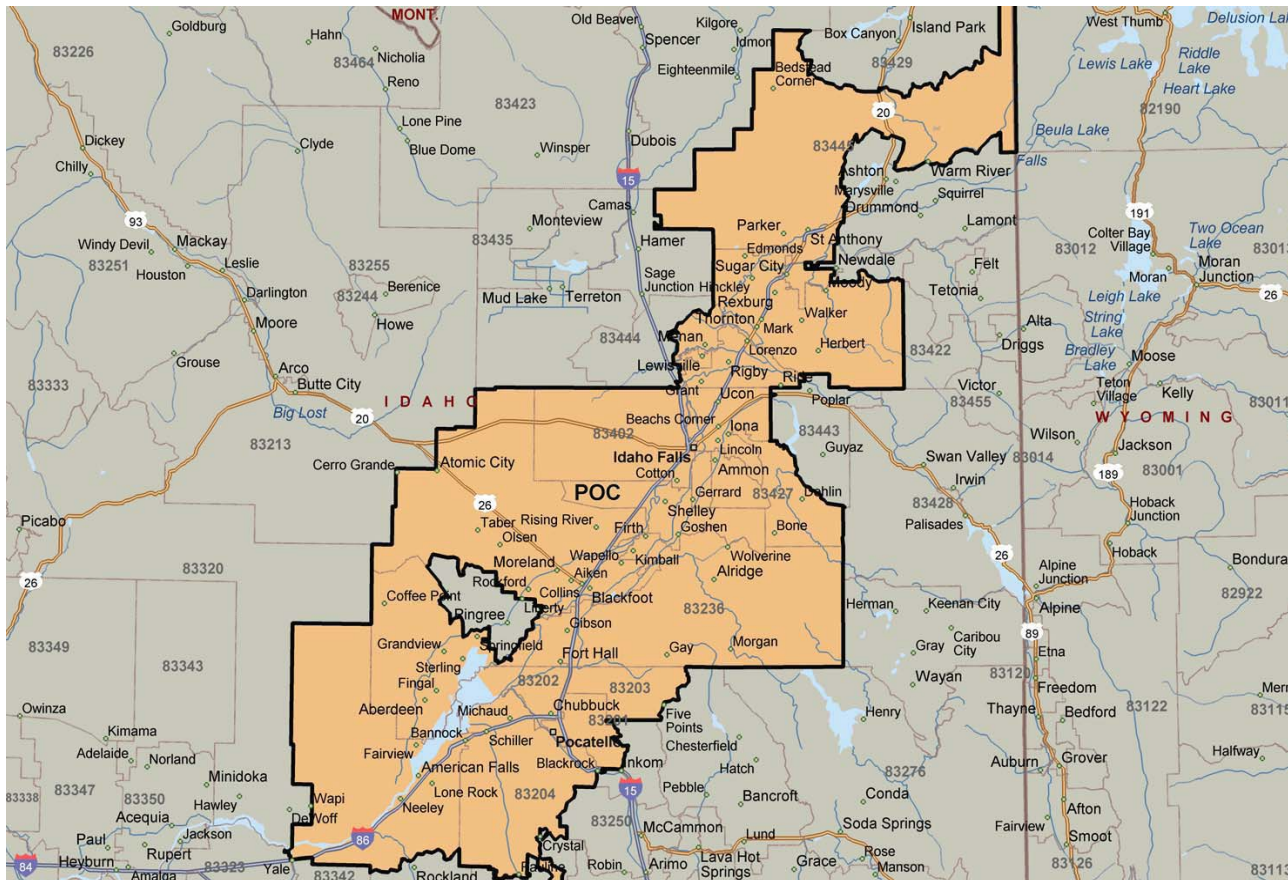 MONT.
Goldburg
Hahn
Nicholia
83226
83464
Reno
Old Beaver
Spencer
Kilgore
Idmon
Eighteenmile
Box Canyon
Island Park
83429
Bedstead
Corner
West Thumb
Delusion Lak
Lewis Lake
Riddle
Lake
Heart Lake
82190
83423
Lone Pine
Blue Dome
Dickey
Chilly
Clyde
Winsper
Dubois
20
15
83445
Beula Lake
Falls
Ashton
Warm River
Marysville
Squirrel
Drummond
Camas
93
Monteview
83435
Parker
St Anthony
Lamont
191
Colter Bay
Village
Two Ocean
Lake
83012
83013
Windy Devil
Mackay
83251
Houston
Leslie
83255
Hamer
Edmonds
Sugar City
Newdale
Felt
Moran
Moran
Junction
Sage
Junction
Hinckley
Moody
Tetonia
Berenice
83244
Mud Lake
Terreton
Rexburg
Leigh Lake
26
Darlington
Howe
Thornton
Walker
String
Lake
Moore
Mark
Alta
Menan
83444
Lorenzo
Herbert
83422
Driggs
Bradley
Lake
Moose
Grouse
Lewisville
Rigby
Arco
Ririe
Teton
Village
Kelly
83333
Butte City
Grant
Ucon
Poplar
Victor
83455
83011
IDAHO
Big Lost
Beachs Corner
WYOMING
20
83213
83402
Iona
83443
Wilson
Idaho Falls
Lincoln
Guyaz
Jackson
Cerro Grande
Atomic City
Cotton
Ammon
Swan Valley
83014
83001
POC
Gerrard
83427
Dehlin
Irwin
189
26
83428
Hoback
Junction
Shelley
Palisades
Picabo
Taber
Rising River
Firth
Goshen
Bone
Olsen
Hoback
26
Wapello
Kimball
Wolverine
26
Bondura
83320
Moreland
Aiken
Alridge
Alpine
Junction
Rockford
Collins
Blackfoot
Coffee Point
Liberty
83236
Herman
Keenan City
Alpine
82922
Pingree
Gibson
89
Caribou
City
83349
Grandview
Springfield
Morgan
Gray
Etna
83343
Sterling
Fort Hall
Gay
83120
Fingal
83202
83203
Wayan
Freedom
Owinza
Aberdeen
Michaud
Chubbuck
83201
Five
Points
Henry
Thayne
Bedford
83122
83115
Kimama
Bannock
Schiller
Pocatello
Chesterfield
Adelaide
Norland
Fairview
Blackrock
Inkom
Auburn
Grover
Halfway
Minidoka
American Falls
Hatch
83276
83347
83338
83350
Hawley
Wapi
Neeley
Lone Rock
83204
15
Pebble
Bancroft
Conda
Afton
Acequia
DeWoff
83250
Fairview
Paul
Jackson
86
McCammon
Lund
Soda Springs
Smoot
Rupert
Crystal
84
Heyburn
83323
Yale
Lava Hot
Springs
Rose
Amalga
83342
Rockland
Pauline
Robin
Arimo
Grace
Manson
83126